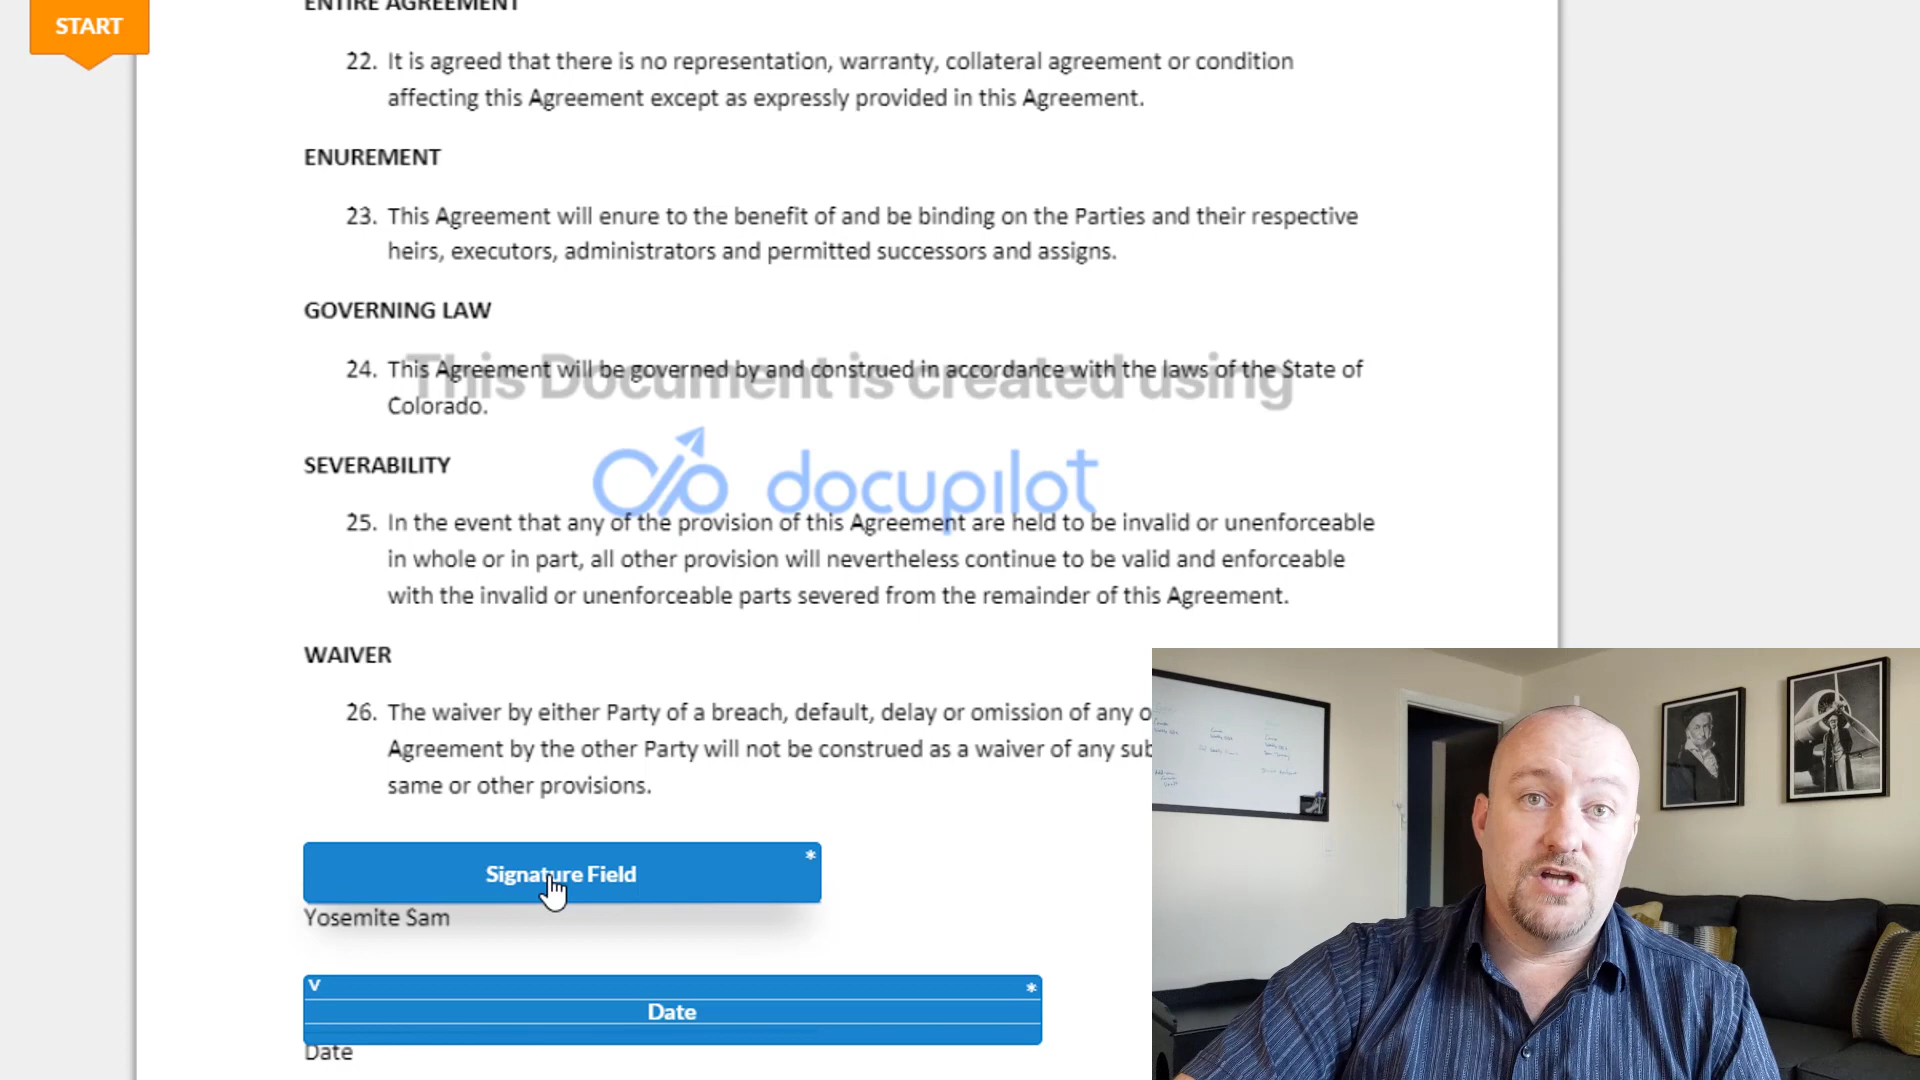 START
ENTIRE AGREEMENT
22. It is agreed that there is no representation, warranty, collateral agreement or condition
affecting this Agreement except as expressly provided in this Agreement.
ENUREMENT
23. This Agreement will enure to the benefit of and be binding on the Parties and their respective
heirs, executors, administrators and permitted successors and assigns.
GOVERNING LAW
24. This Agreement will be governed by and construed in accordance with the laws of the State of
Colorado.
This Document is created using
docupilot
SEVERABILITY
25. In the event that any of the provision of this Agreement are held to be invalid or unenforceable
in whole or in part, all other provision will nevertheless continue to be valid and enforceable
with the invalid or unenforceable parts severed from the remainder of this Agreement.
WAIVER
26. The waiver by either Party of a breach, default, delay or omission of any o
Agreement by the other Party will not be construed as a waiver of any sub
same or other provisions.
Signature Field *
Yosemite Sam
V *
Date
Date